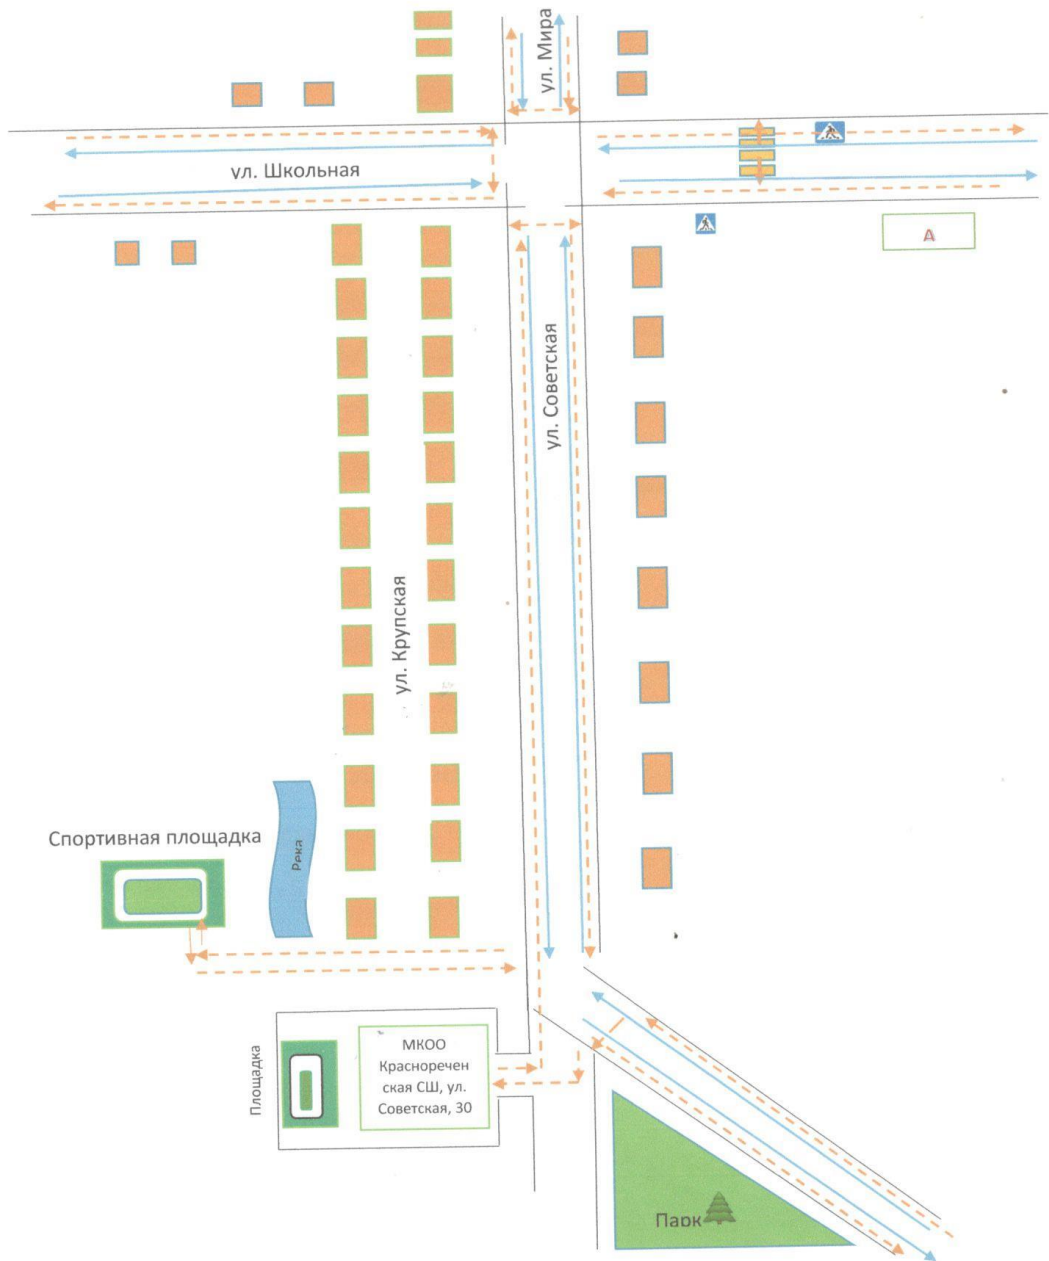 ул. Мира
ул. Школьная
А
ул. Советская
ул. Крупская
Спортивная площадка
Река
Площадка
МКОО
Красноречен
ская СШ, ул.
Советская, 30
Парк